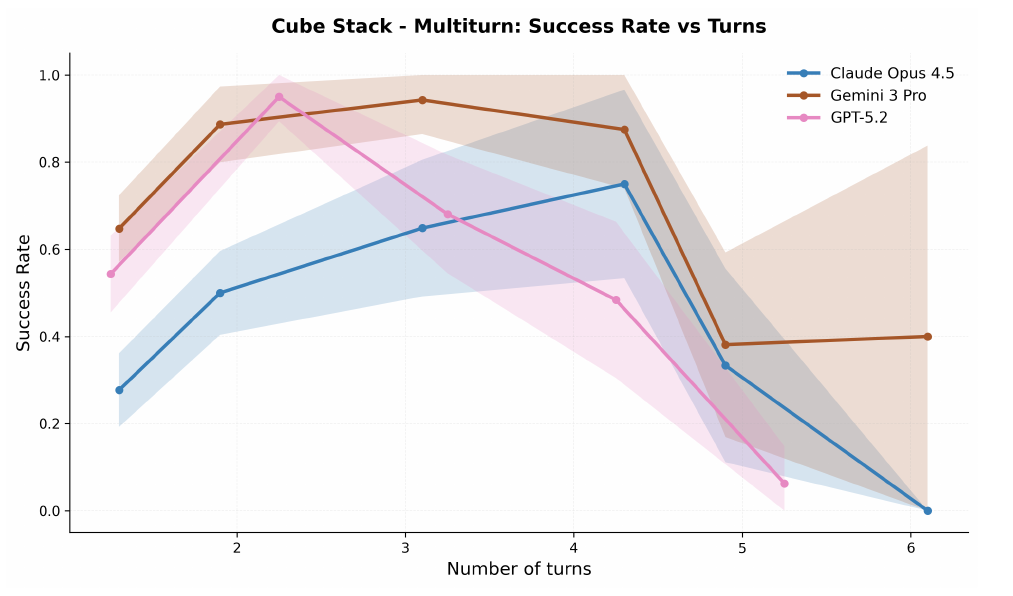 Cube Stack - Multiturn: Success Rate vs Turns
Claude Opus 4.5
Gemini 3 Pro
GPT-5.2
Success Rate
1.0
0.8
0.6
0.4
0.2
0.0
2 3 4 5 6
Number of turns